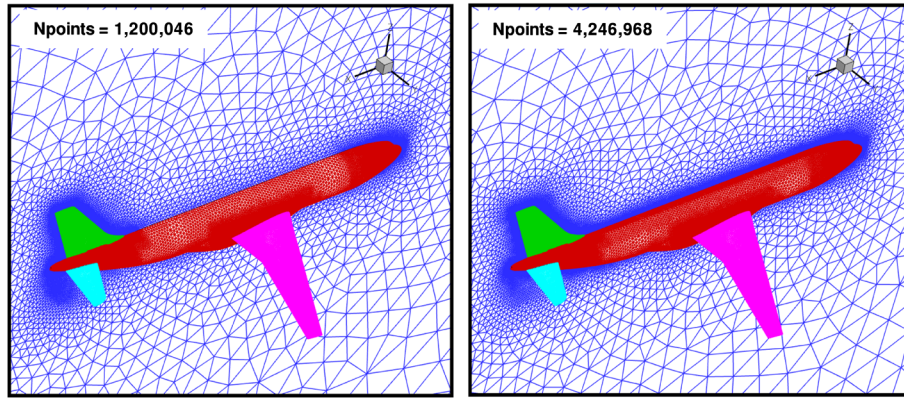 Npoints = 1,200,046
Npoints = 4,246,968
Z
X
Z
X